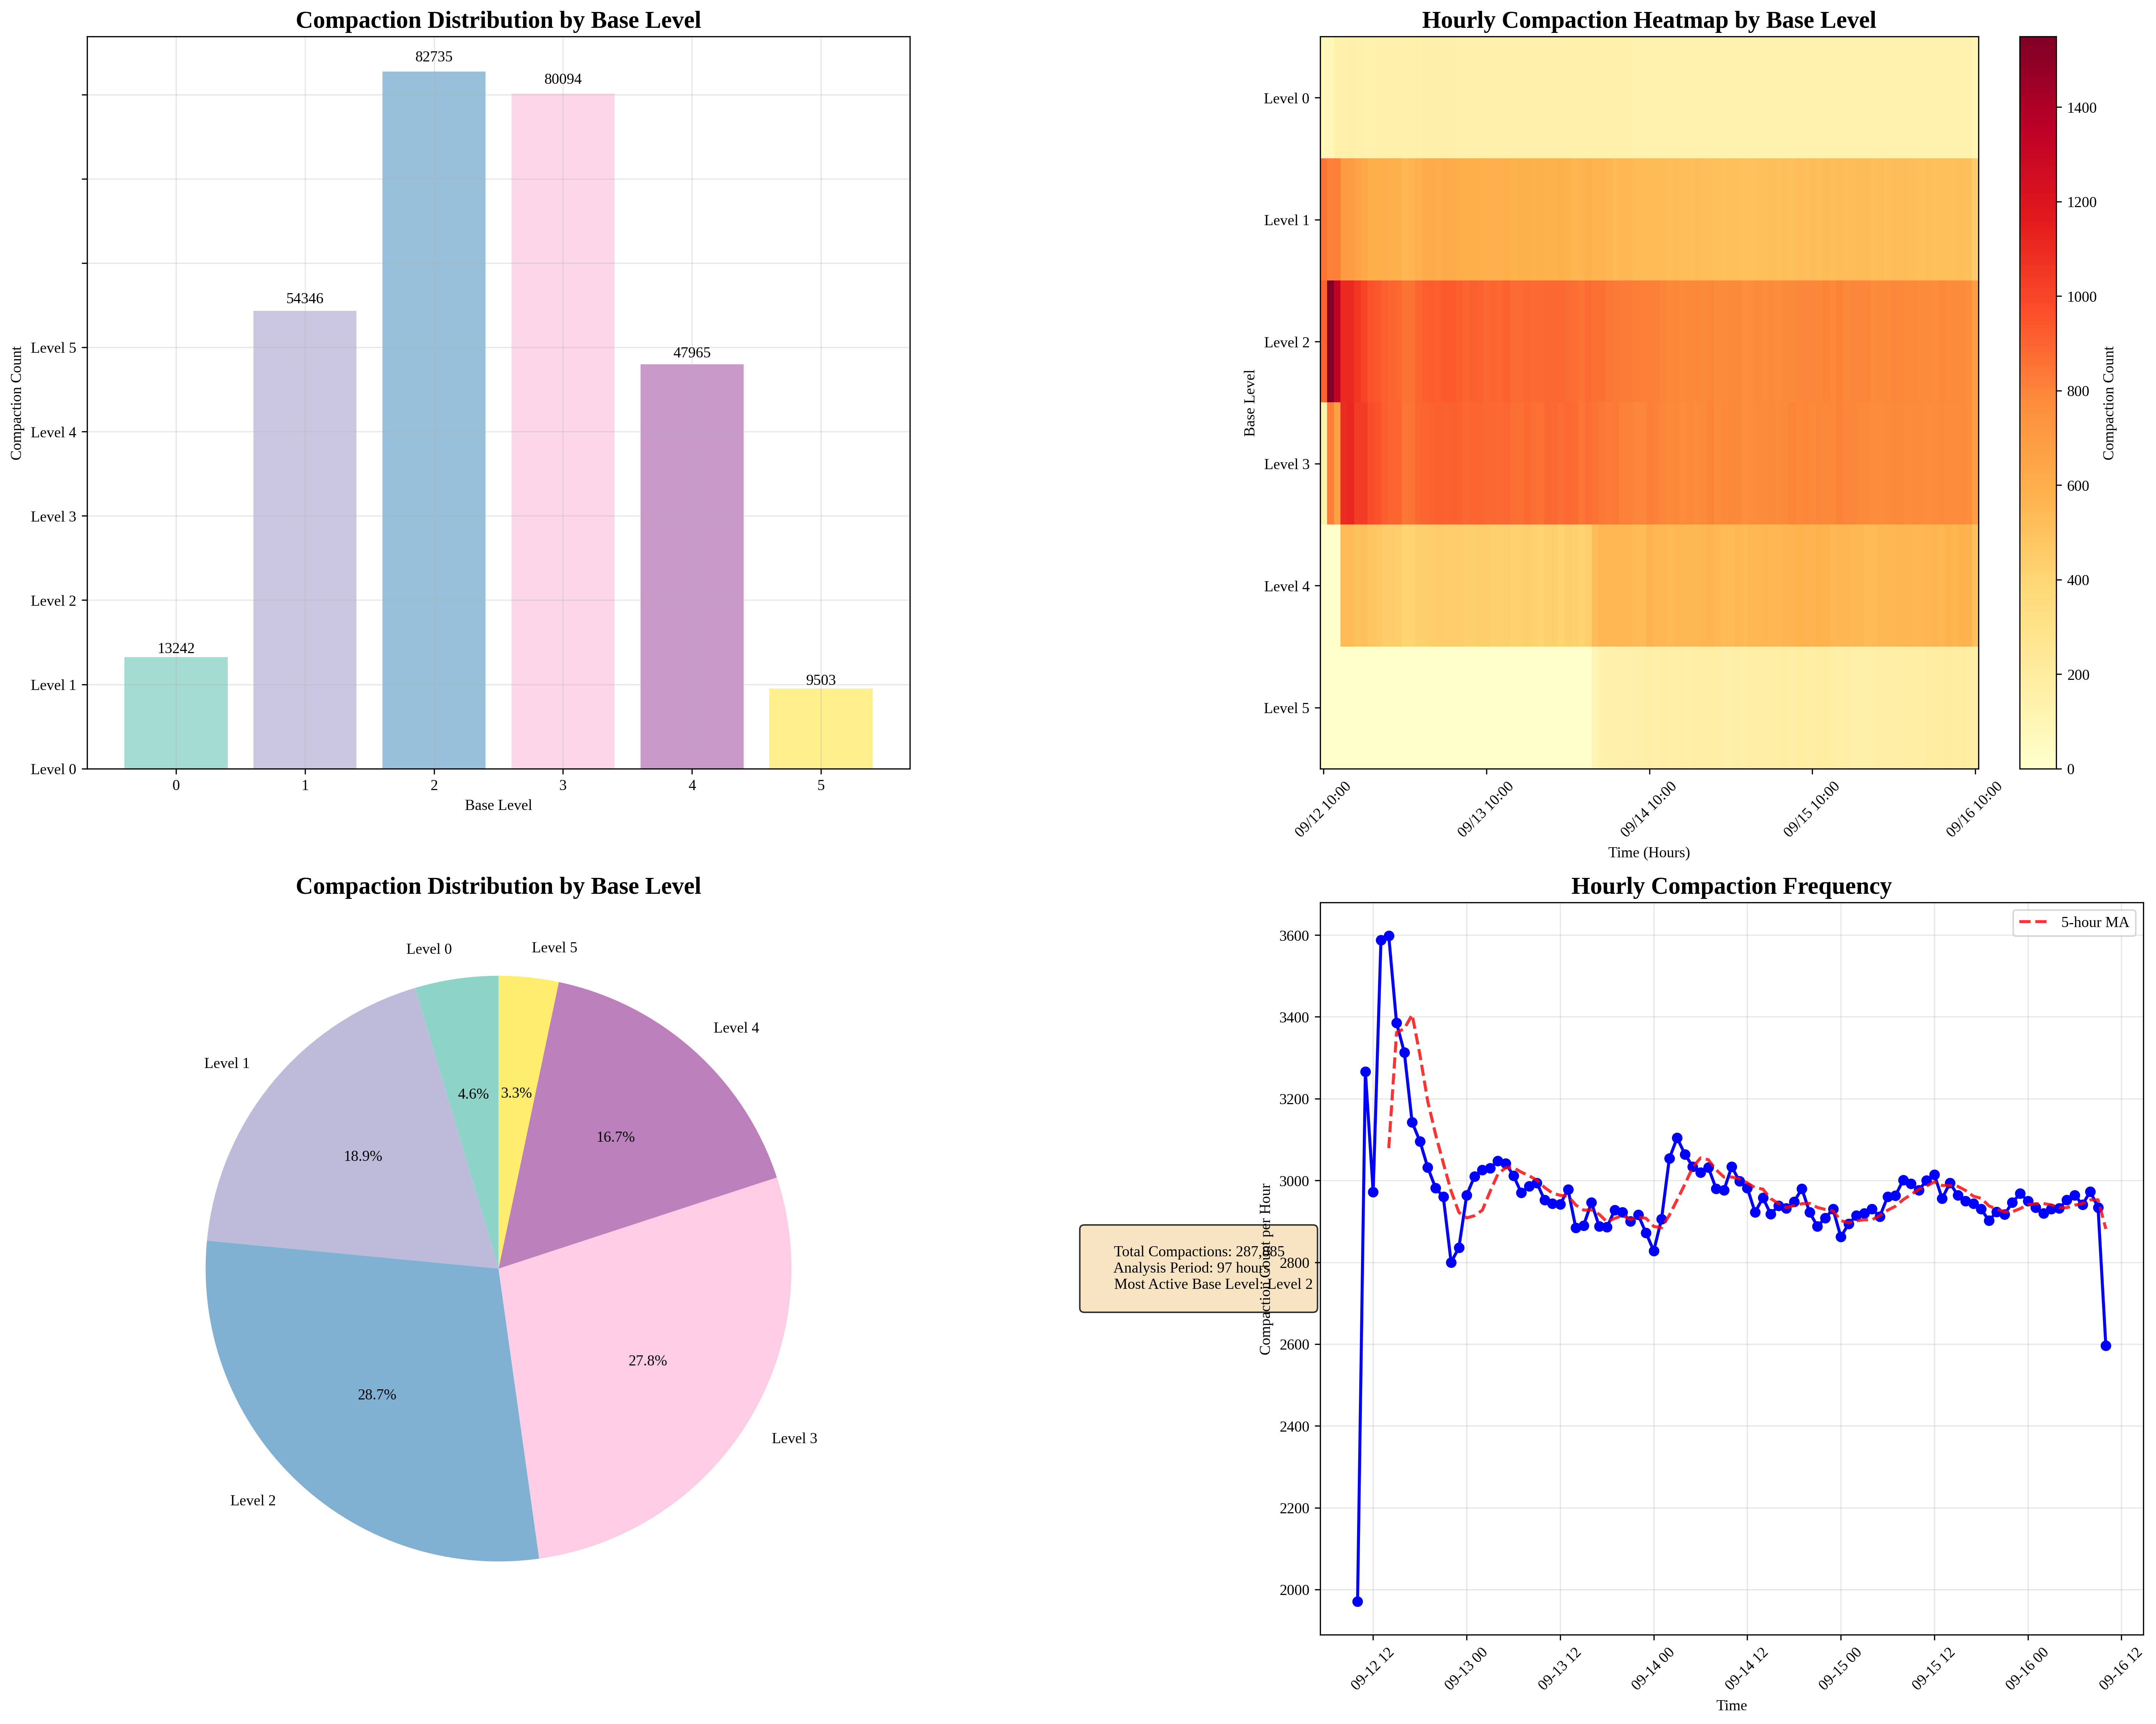 Compaction Distribution by Base Level
82735
80094
54346
47965
13242
9503
Level 5
Level 4
Level 3
Level 2
Level 1
Level 0
Compaction Count
0 1 2 3 4 5
Base Level
Hourly Compaction Heatmap by Base Level
Level 0
Level 1
Level 2
Level 3
Level 4
Level 5
Base Level
09/12 10:00
09/13 10:00
09/14 10:00
09/15 10:00
09/16 10:00
Time (Hours)
1400
1200
1000
800
600
400
200
0
Compaction Count
Compaction Distribution by Base Level
Level 0
Level 5
Level 1
Level 4
4.6%
3.3%
16.7%
18.9%
27.8%
28.7%
Level 3
Level 2
Total Compactions: 287,885
Analysis Period: 97 hours
Most Active Base Level: Level 2
Hourly Compaction Frequency
5-hour MA
3600
3400
3200
3000
2800
2600
2400
2200
2000
Compaction Count per Hour
09-12 12
09-13 00
09-13 12
09-14 00
09-14 12
09-15 00
09-15 12
09-16 00
09-16 12
Time